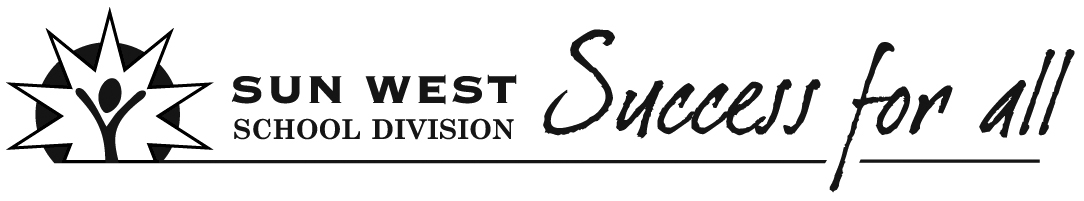 SUN WEST
SCHOOL DIVISION
Success for all